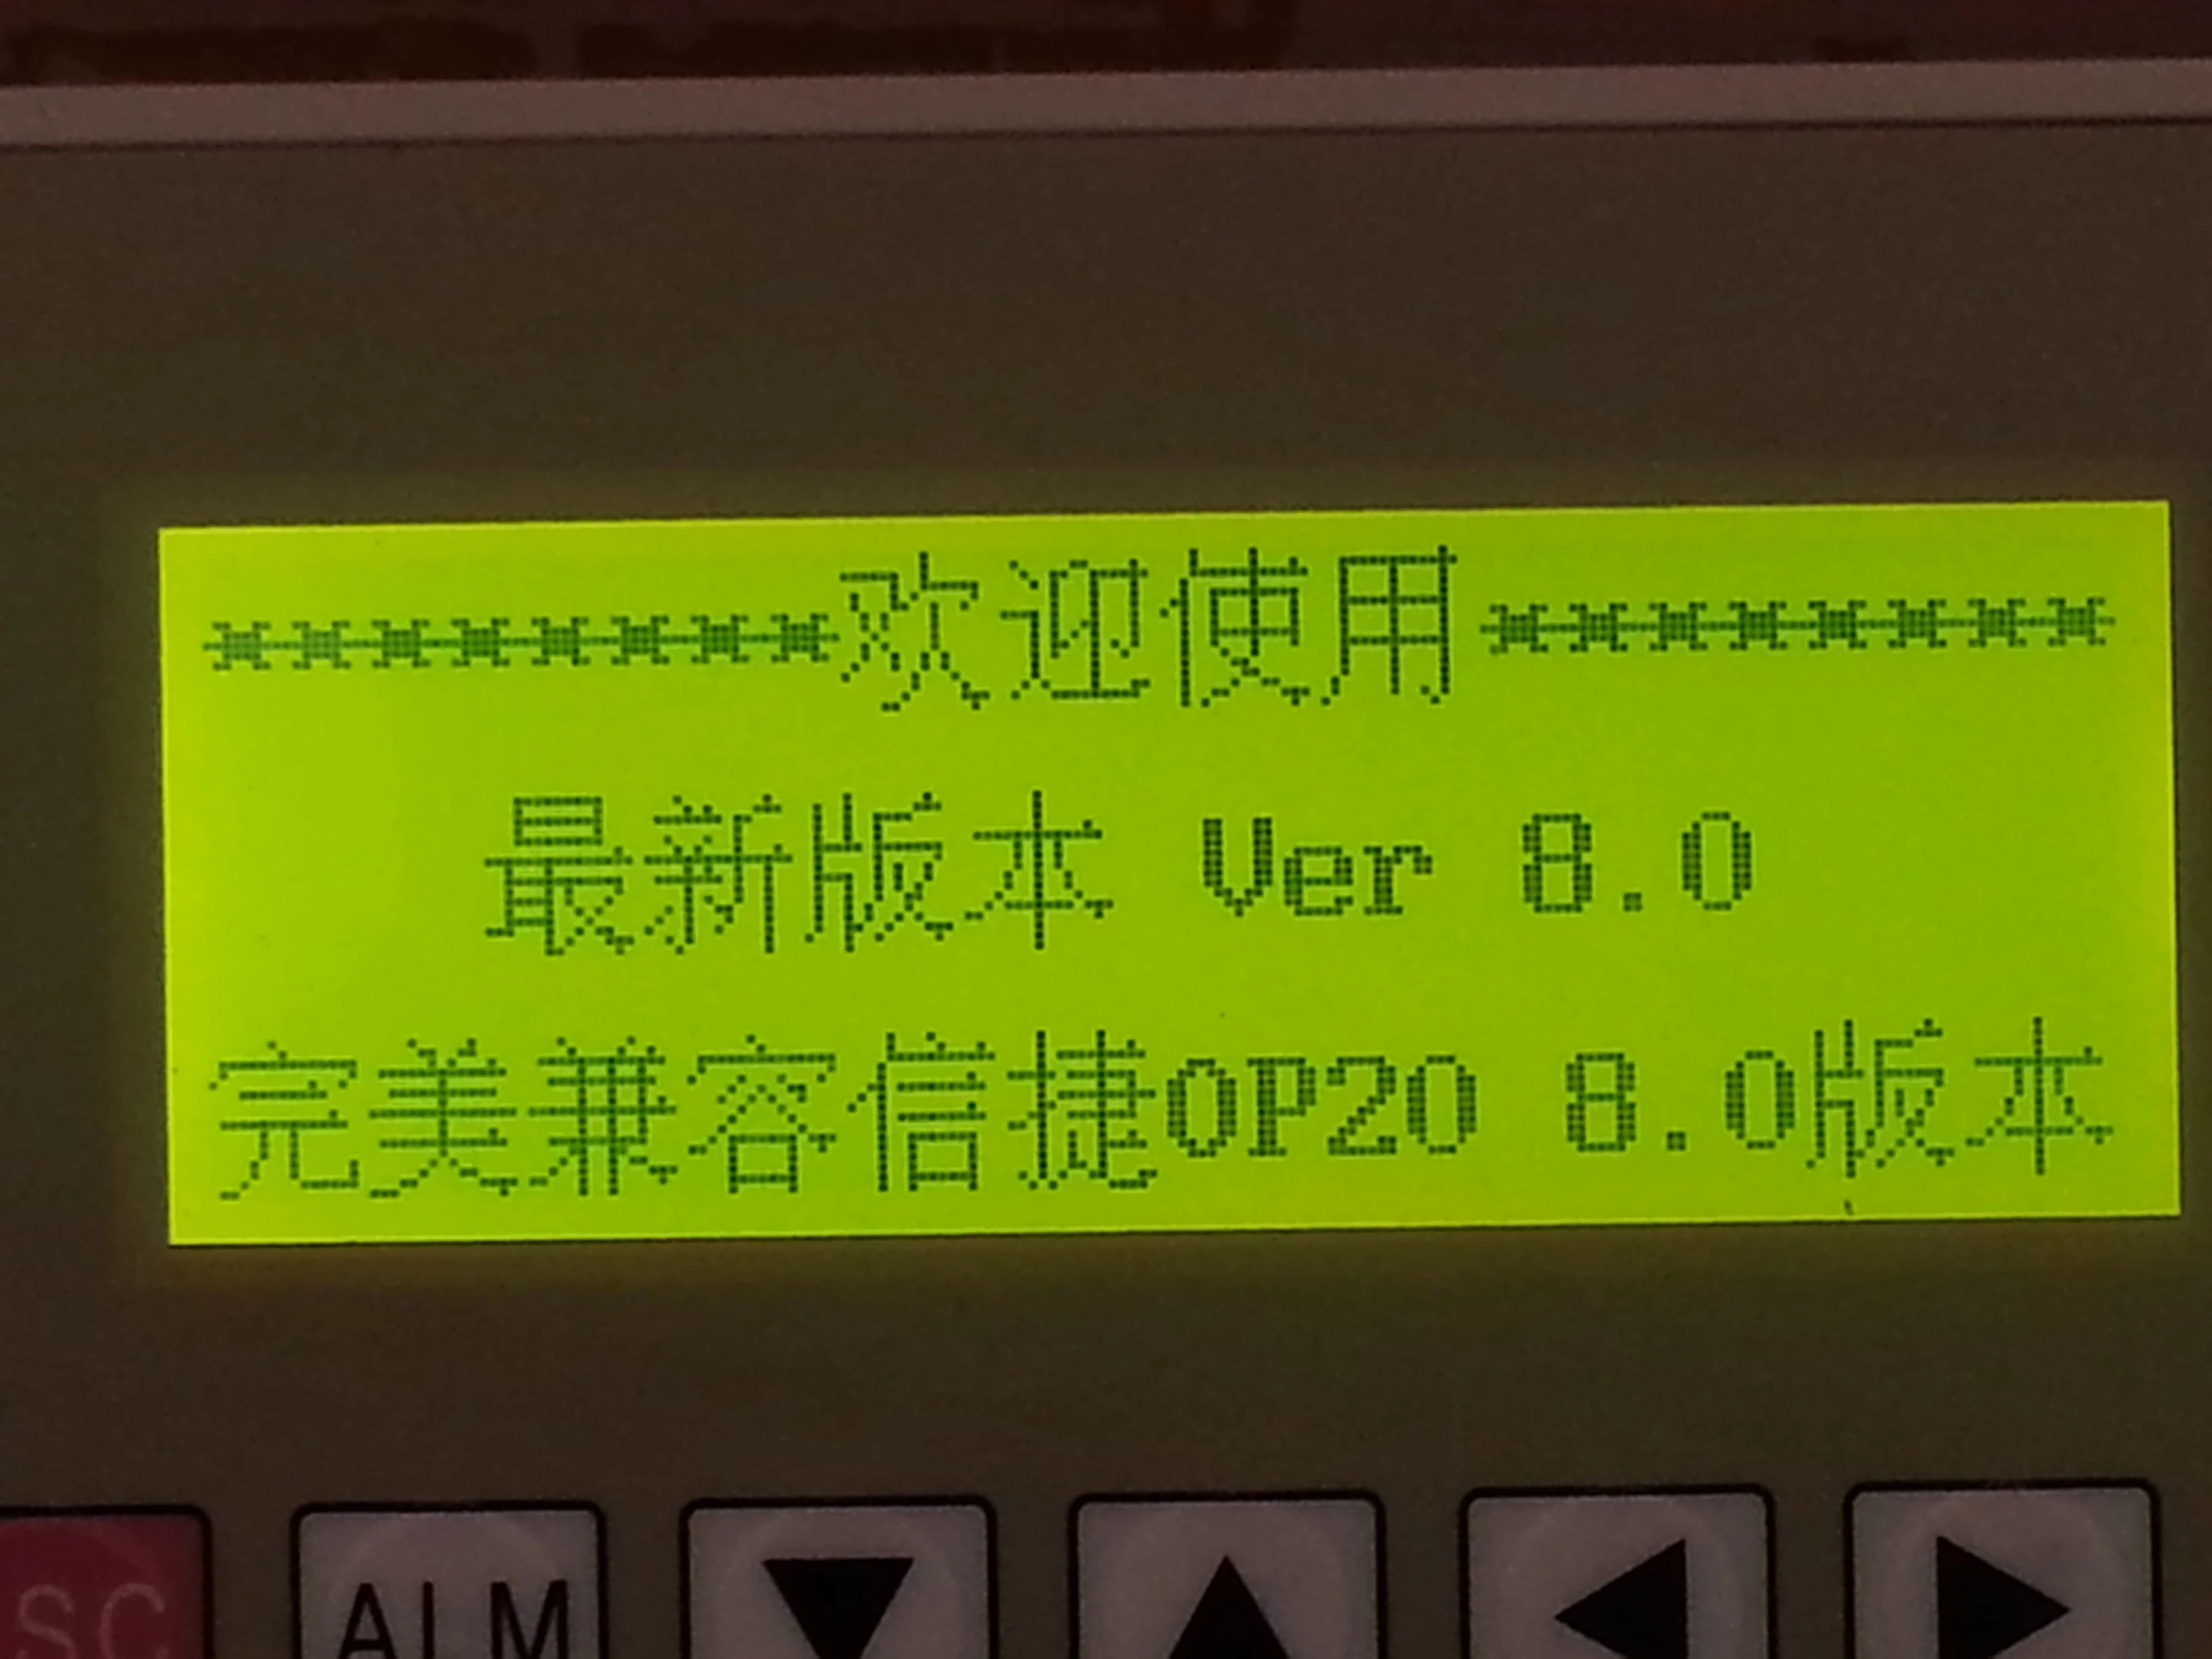 ********欢迎使用********
最新版本 Ver 8.0
完美兼容信捷OP20 8.0版本
SC ALM